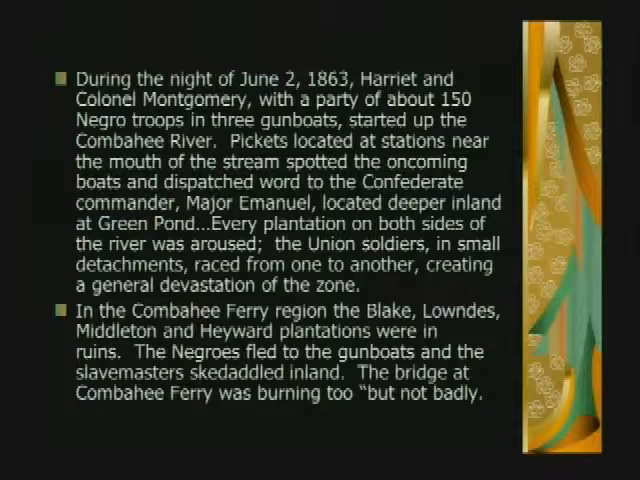 During the night of June 2, 1863, Harriet and
Colonel Montgomery, with a party of about 150
Negro troops in three gunboats, started up the
Combahee River.  Pickets located at stations near
the mouth of the stream spotted the oncoming
boats and dispatched word to the Confederate
commander, Major Emanuel, located deeper inland
at Green Pond...Every plantation on both sides of
the river was aroused;  the Union soldiers, in small
detachments, raced from one to another, creating
a general devastation of the zone.
In the Combahee Ferry region the Blake, Lowndes,
Middleton and Heyward plantations were in
ruins.  The Negroes fled to the gunboats and the
slavemasters skedaddled inland.  The bridge at
Combahee Ferry was burning too “but not badly.